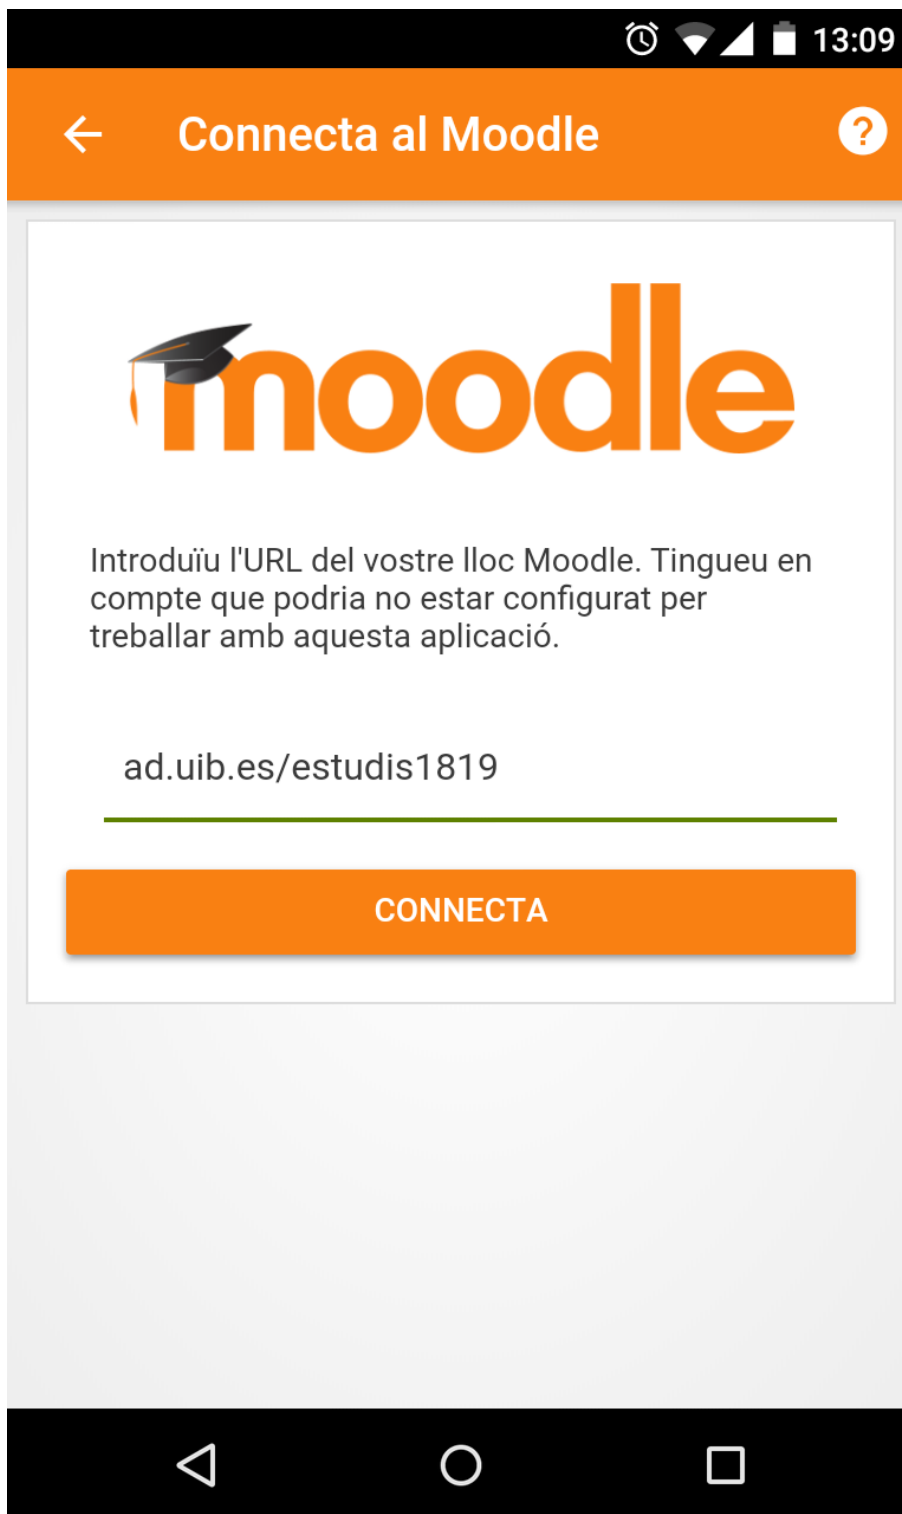 13:09
Connecta al Moodle
?
moodle
Introduïu l'URL del vostre lloc Moodle. Tingueu en
compte que podria no estar configurat per
treballar amb aquesta aplicació.
ad.uib.es/estudis1819
CONNECTA